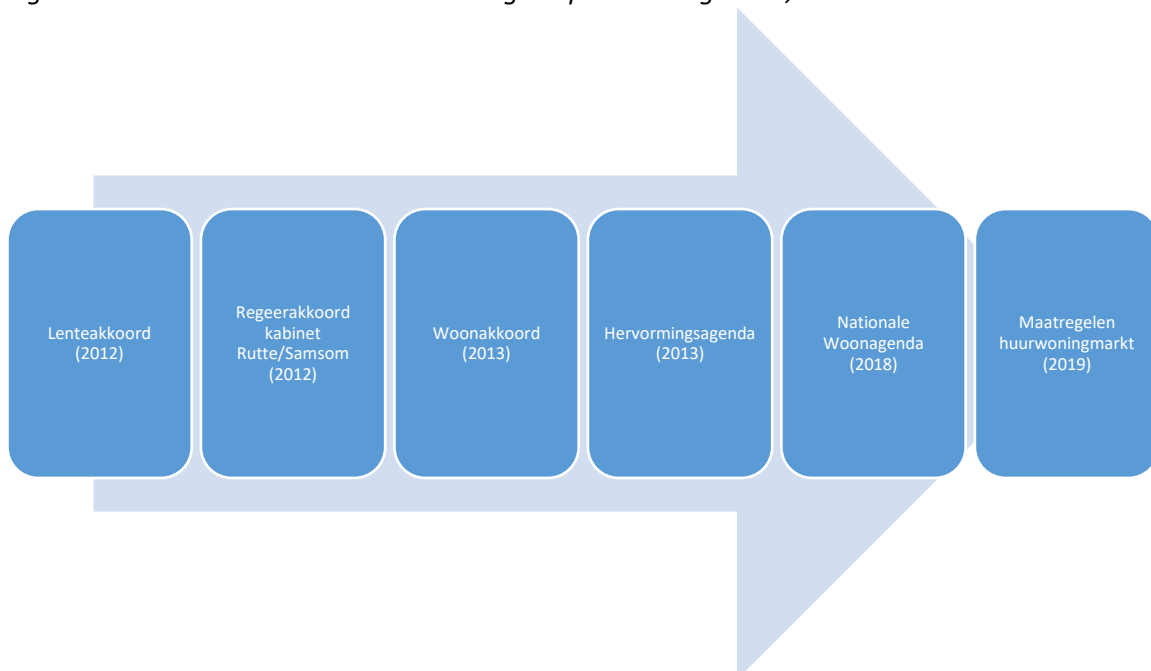 Lenteakkoord
(2012)
Regeerakkoord
kabinet
Rutte/Samsom
(2012)
Woonakkoord
(2013)
Hervormingsagenda
(2013)
Nationale
Woonagenda
(2018)
Maatregelen
huurwoningmarkt
(2019)